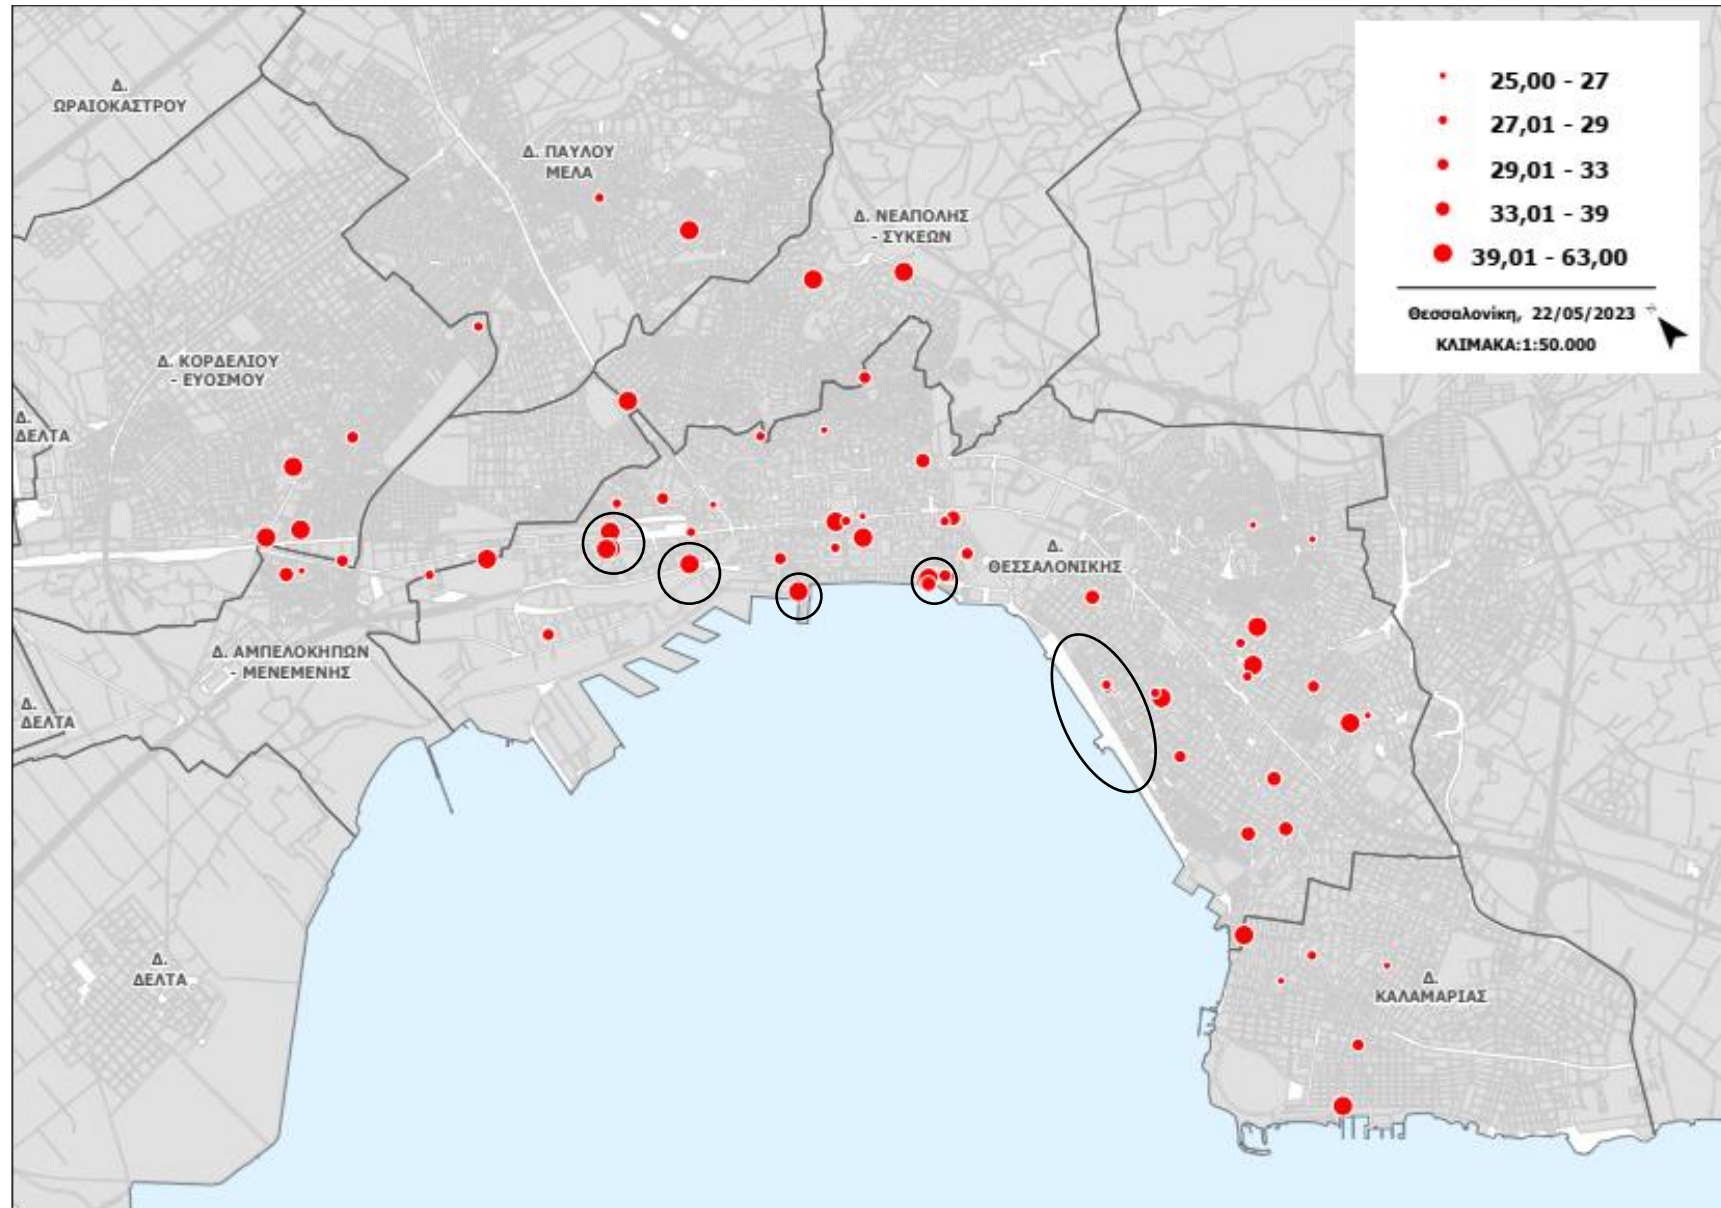 Δ.
ΩΡΑΙΟΚΑΣΤΡΟΥ
Δ. ΠΑΥΛΟΥ
ΜΕΛΑ
Δ. ΝΕΑΠΟΛΗΣ
- ΣΥΚΕΩΝ
25,00 - 27
27,01 - 29
29,01 - 33
33,01 - 39
39,01 - 63,00
Θεσσαλονίκη, 22/05/2023
ΚΛΙΜΑΚΑ:1:50.000
Δ. ΚΟΡΔΕΛΙΟΥ
- ΕΥΟΣΜΟΥ
Δ.
ΔΕΛΤΑ
Δ.
ΘΕΣΣΑΛΟΝΙΚΗΣ
Δ. ΑΜΠΕΛΟΚΗΠΩΝ
- ΜΕΝΕΜΕΝΗΣ
Δ.
ΔΕΛΤΑ
Δ.
ΔΕΛΤΑ
Δ.
ΚΑΛΑΜΑΡΙΑΣ